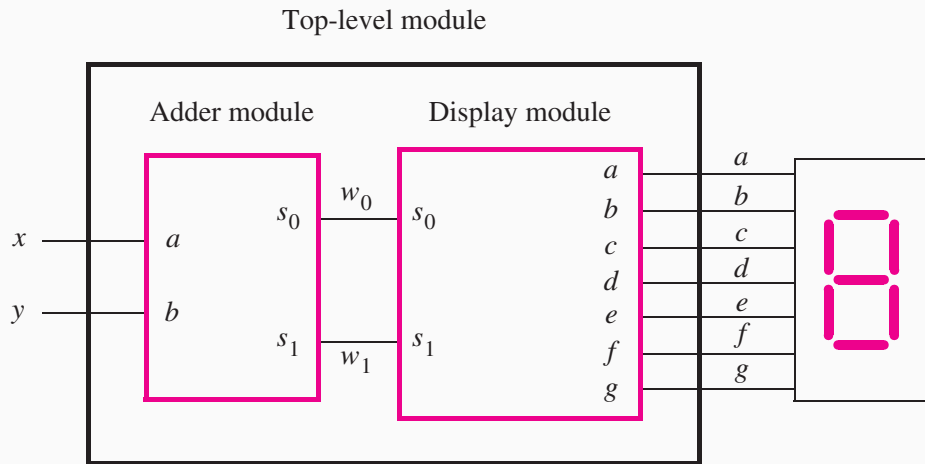 Top-level module
Adder module
Display module
x
y
a
b
s0
s1
w0
w1
s0
s1
a
b
c
d
e
f
g
a
b
c
d
e
f
g